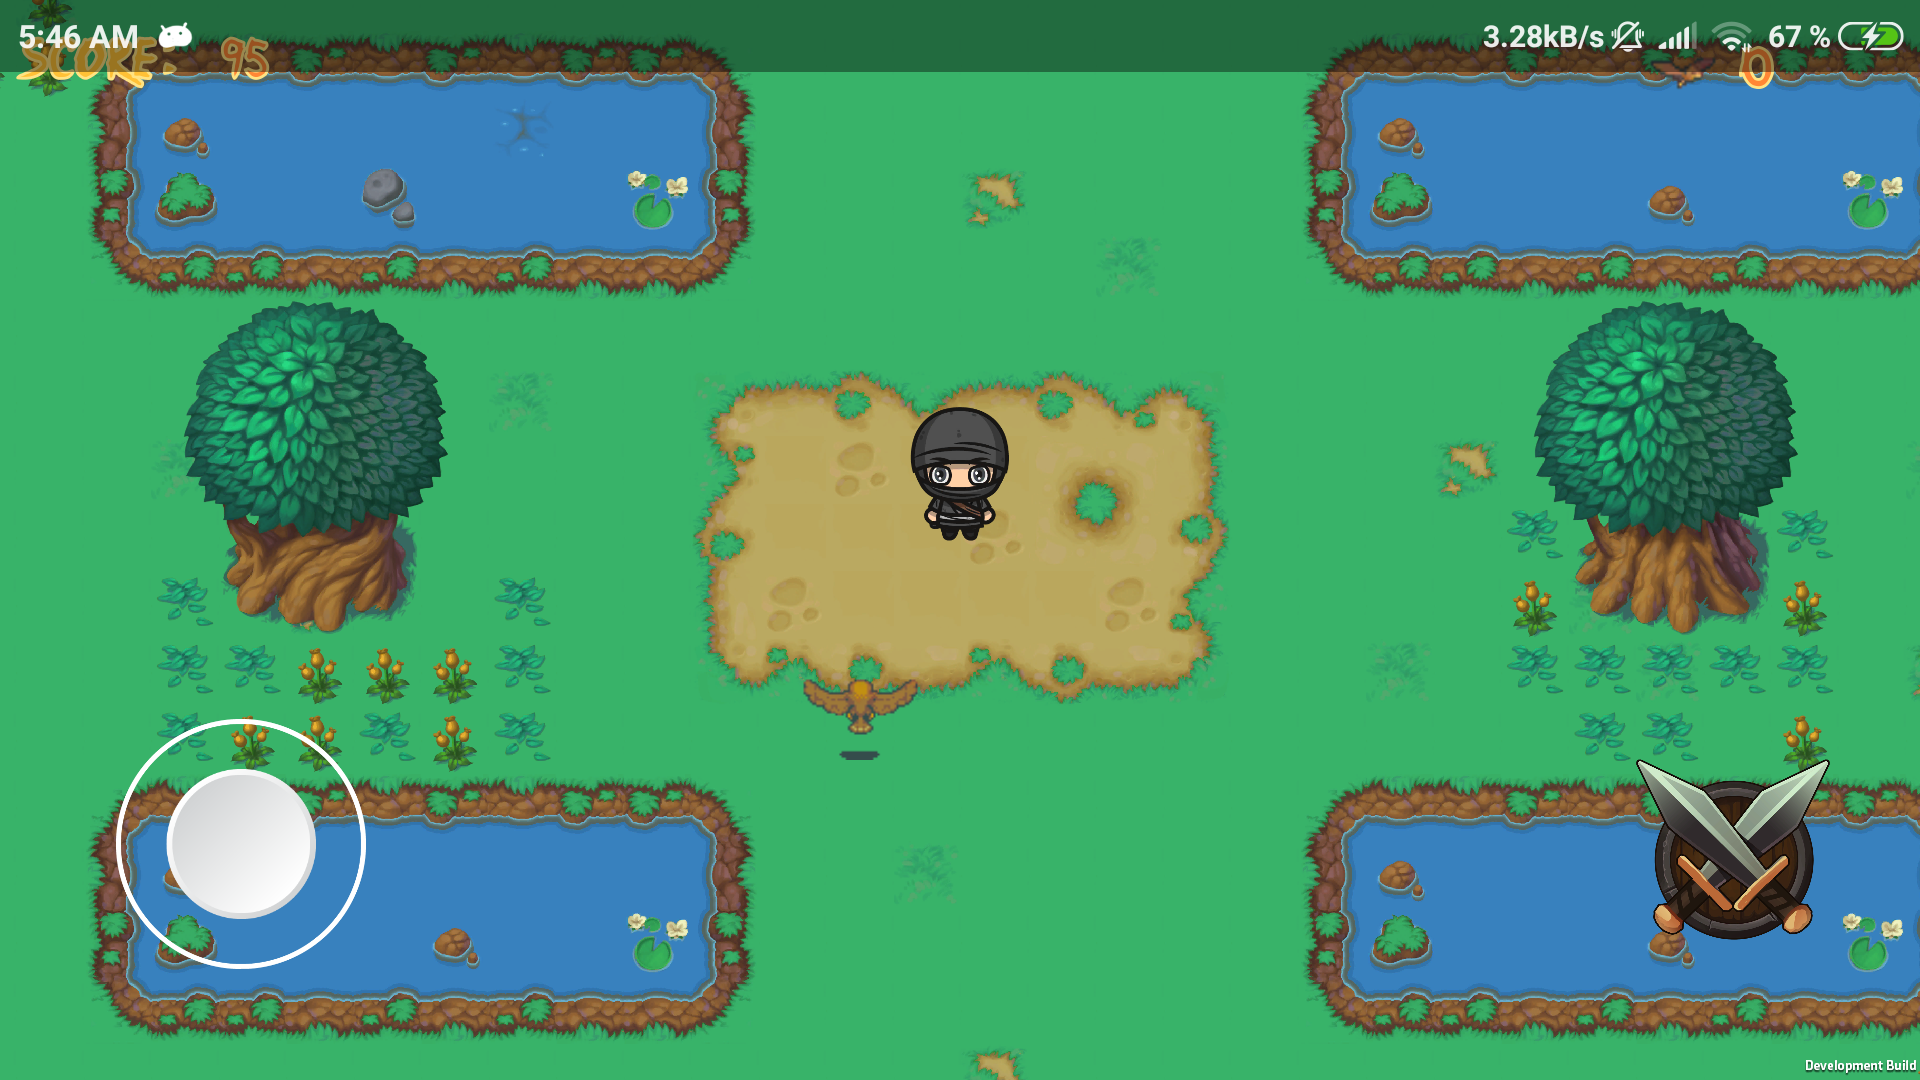 5:46 AM
3.28kB/s
67 %
SCORE: 95
0
Development Build